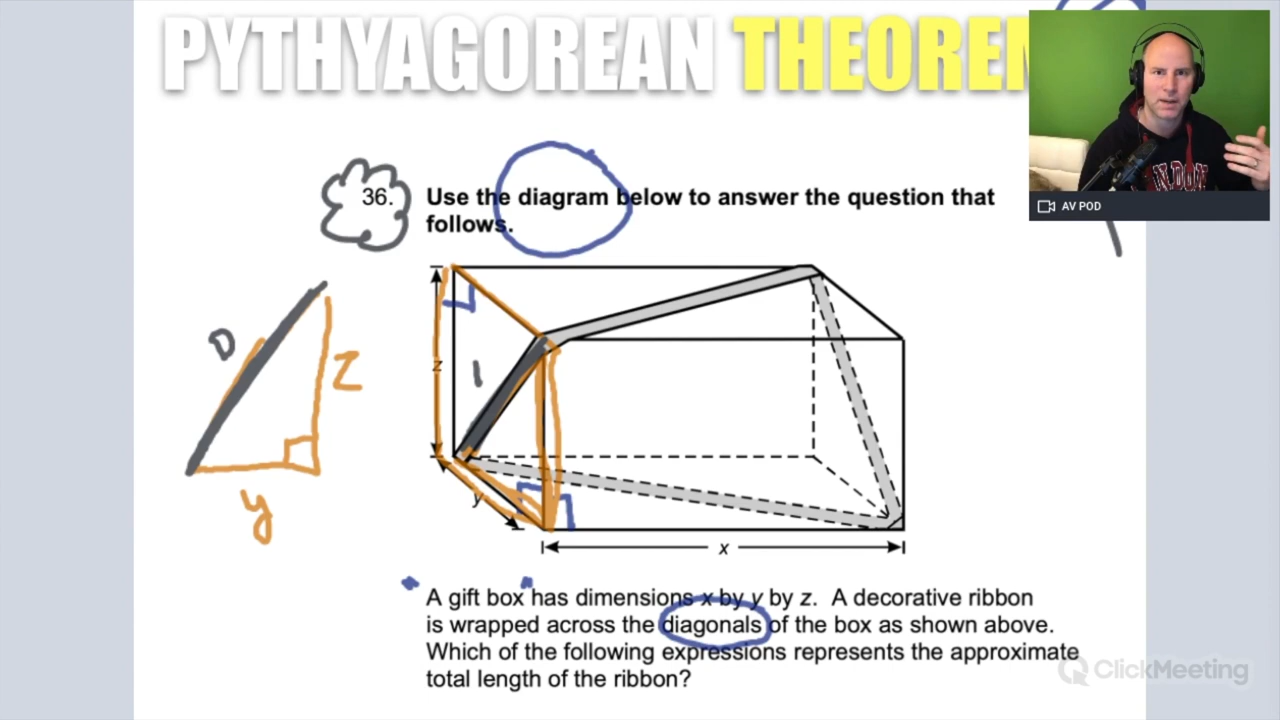 PYTHYAGOREAN THEOREM
AV POD
36. Use the diagram below to answer the question that
follows.
D
z
y
z
1
y
x
A gift box has dimensions x by y by z. A decorative ribbon
is wrapped across the diagonals of the box as shown above.
Which of the following expressions represents the approximate
total length of the ribbon?
ClickMeeting